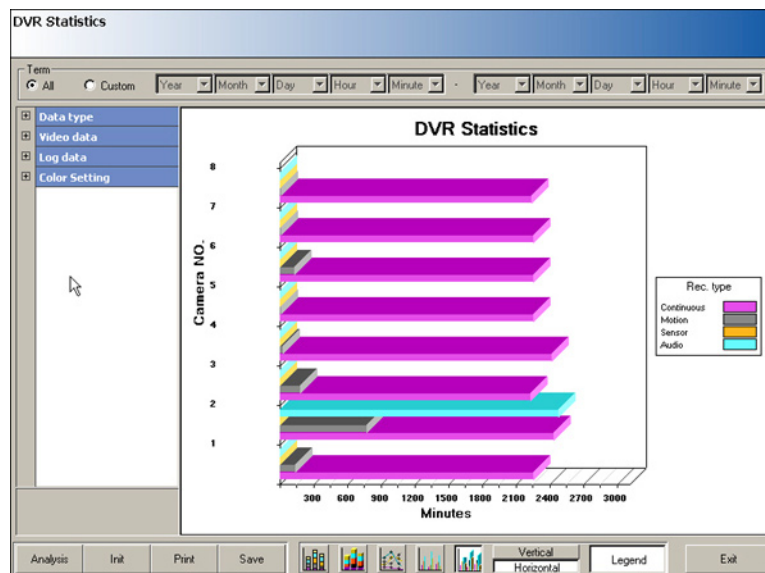 DVR Statistics
Term
All Custom Year Month Day Hour Minute - Year Month Day Hour Minute
Data type
Video data
Log data
Color Setting
DVR Statistics
8
7
6
5
4
3
2
1
Camera NO.
300 600 900 1200 1500 1800 2100 2400 2700 3000
Minutes
Rec. type
Continuous
Motion
Sensor
Audio
Analysis Init Print Save Vertical Horizontal Legend Exit